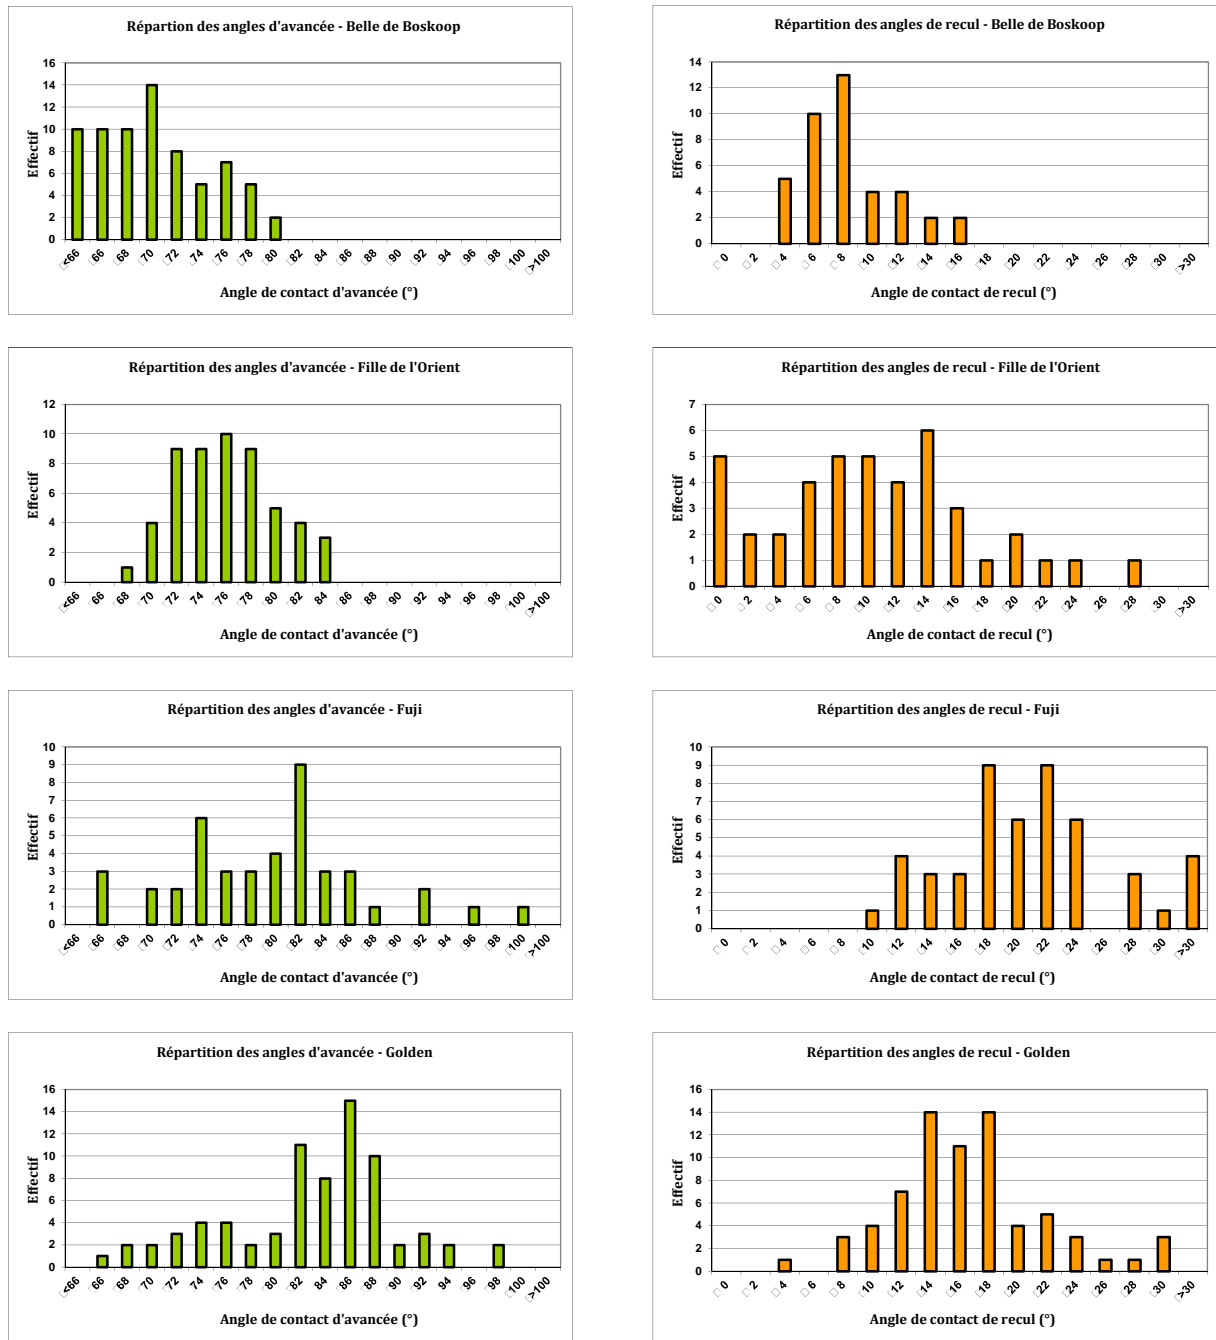 Répartion des angles d'avancée - Belle de Boskoop
Effectif
16
14
12
10
8
6
4
2
0
□<66 □66 □68 □70 □72 □74 □76 □78 □80 □82 □86 □88 □90 □92 □96 □98 □100 □>100
Angle de contact d'avancée (°)
Répartition des angles de recul - Belle de Boskoop
Effectif
14
12
10
8
6
4
2
0
□0 □2 □4 □6 □8 □10 □12 □14 □16 □20 □22 □24 □26 □28 □30 □>30
Angle de contact de recul (°)
Répartition des angles d'avancée - Fille de l'Orient
Effectif
12
10
8
6
4
2
0
□<66 □66 □68 □70 □72 □74 □76 □78 □80 □82 □84 □86 □88 □90 □90 □92 □94 □96 □100 □>100
Angle de contact d'avancée (°)
Répartition des angles de recul - Fille de l'Orient
Effectif
7
6
5
4
3
2
1
0
□0 □2 □4 □6 □8 □10 □12 □14 □16 □18 □20 □22 □24 □26 □28 □30 □>30
Angle de contact de recul (°)
Répartition des angles d'avancée - Fuji
Effectif
10
9
8
7
6
5
4
3
2
1
0
□<66 □66 □68 □70 □72 □74 □76 □78 □80 □82 □84 □86 □88 □90 □92 □94 □96 □98 □100 □>100
Angle de contact d'avancée (°)
Répartition des angles de recul - Fuji
Effectif
10
9
8
7
6
5
4
3
2
1
0
□0 □2 □4 □6 □8 □10 □12 □14 □16 □18 □20 □22 □24 □26 □28 □30 □>30
Angle de contact de recul (°)
Répartition des angles d'avancée - Golden
Effectif
16
14
12
10
8
6
4
2
0
□<66 □66 □68 □70 □72 □74 □76 □78 □80 □82 □84 □86 □88 □90 □92 □94 □96 □98 □100 □>100
Angle de contact d'avancée (°)
Répartition des angles de recul - Golden
Effectif
16
14
12
10
8
6
4
2
0
□0 □2 □4 □6 □8 □10 □12 □14 □16 □18 □20 □22 □24 □26 □28 □30 □>30
Angle de contact de recul (°)